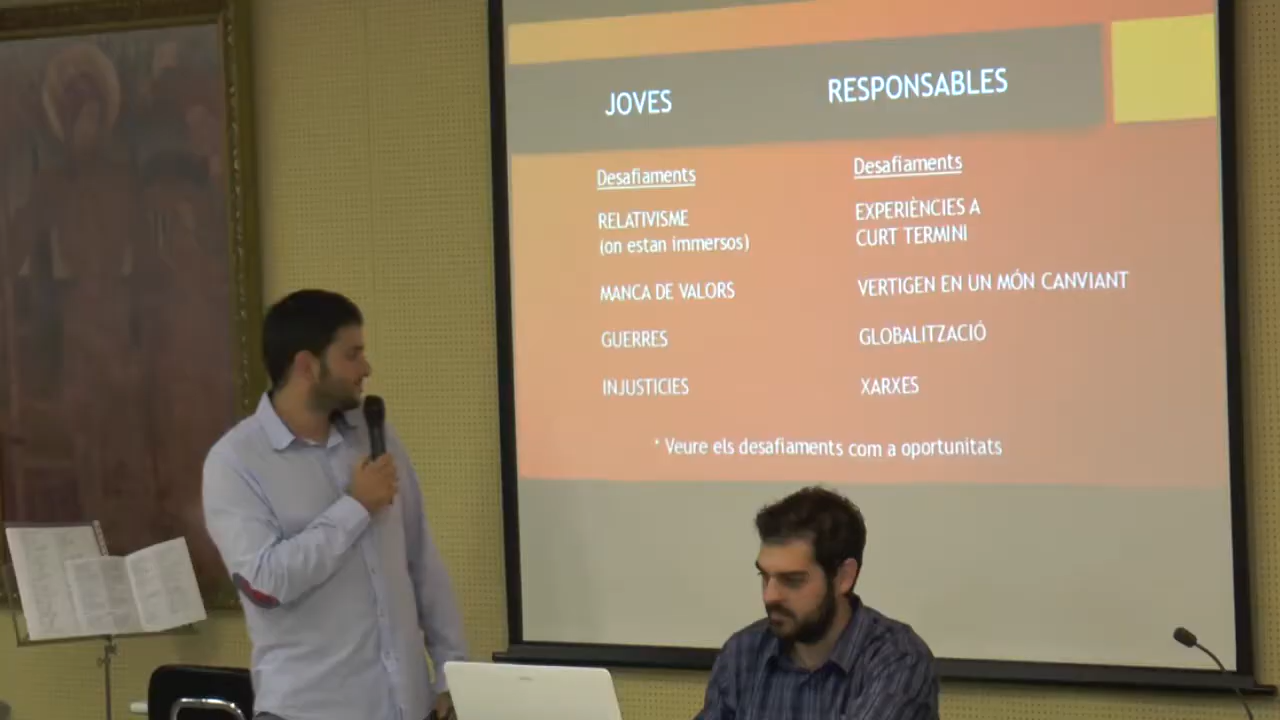 JOVES
RESPONSABLES
Desafiaments
RELATIVISME
(on estan immersos)
MANCA DE VALORS
GUERRES
INJUSTICIES
Desafiaments
EXPERIÈNCIES A
CURT TERMINI
VERTIGEN EN UN MÓN CANVIANT
GLOBALITZACIÓ
XARXES
* Veure els desafiaments com a oportunitats